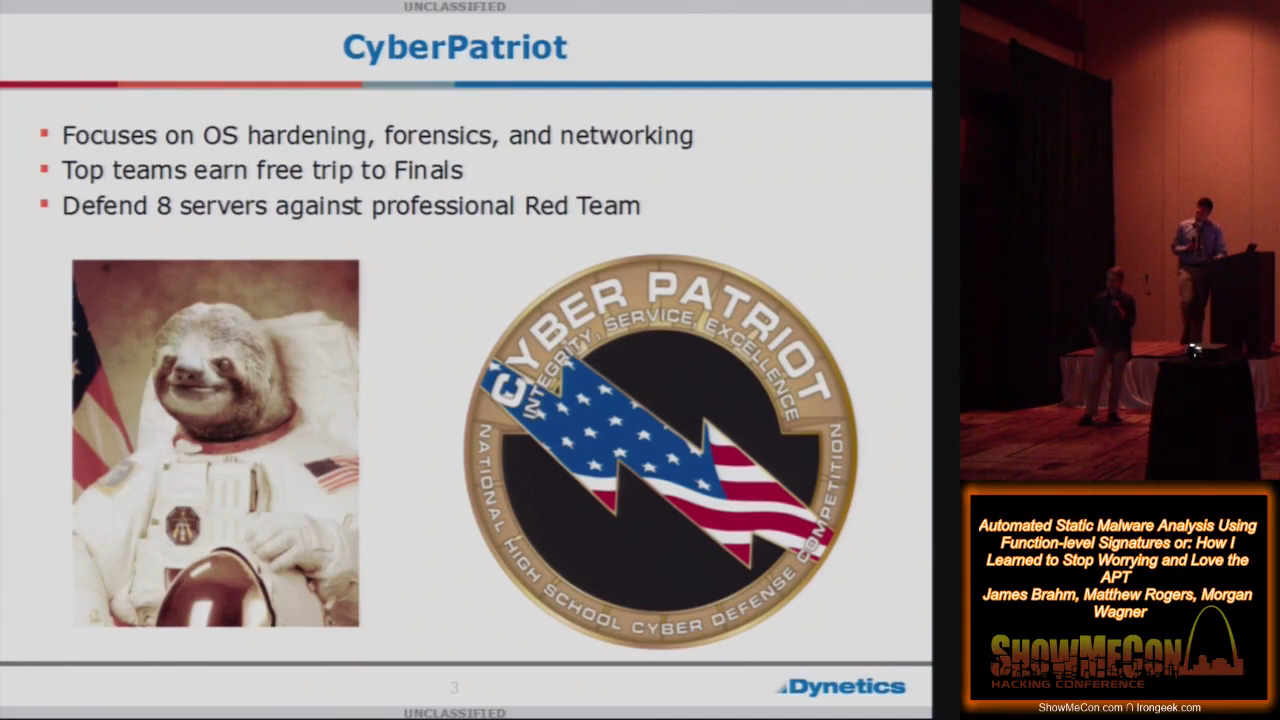 UNCLASSIFIED
CyberPatriot
Focuses on OS hardening, forensics, and networking
Top teams earn free trip to Finals
Defend 8 servers against professional Red Team
CYBER PATRIOT
INTEGRITY, SERVICE, EXCELLENCE
NATIONAL HIGH SCHOOL CYBER DEFENSE COMPETITION
3
Dynetics
UNCLASSIFIED
Automated Static Malware Analysis Using
Function-level Signatures or: How I
Learned to Stop Worrying and Love the
APT
James Brahm, Matthew Rogers, Morgan
Wagner
SHOWMECON
HACKING CONFERENCE
ShowMeCon.com ∩ Irongeek.com